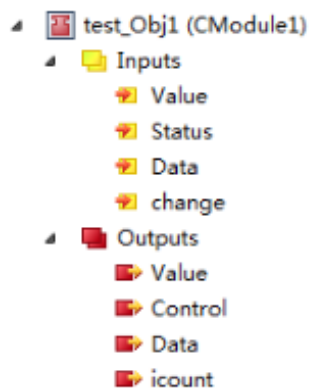 test_Obj1 (CModule1)
Inputs
Value
Status
Data
change
Outputs
Value
Control
Data
icount